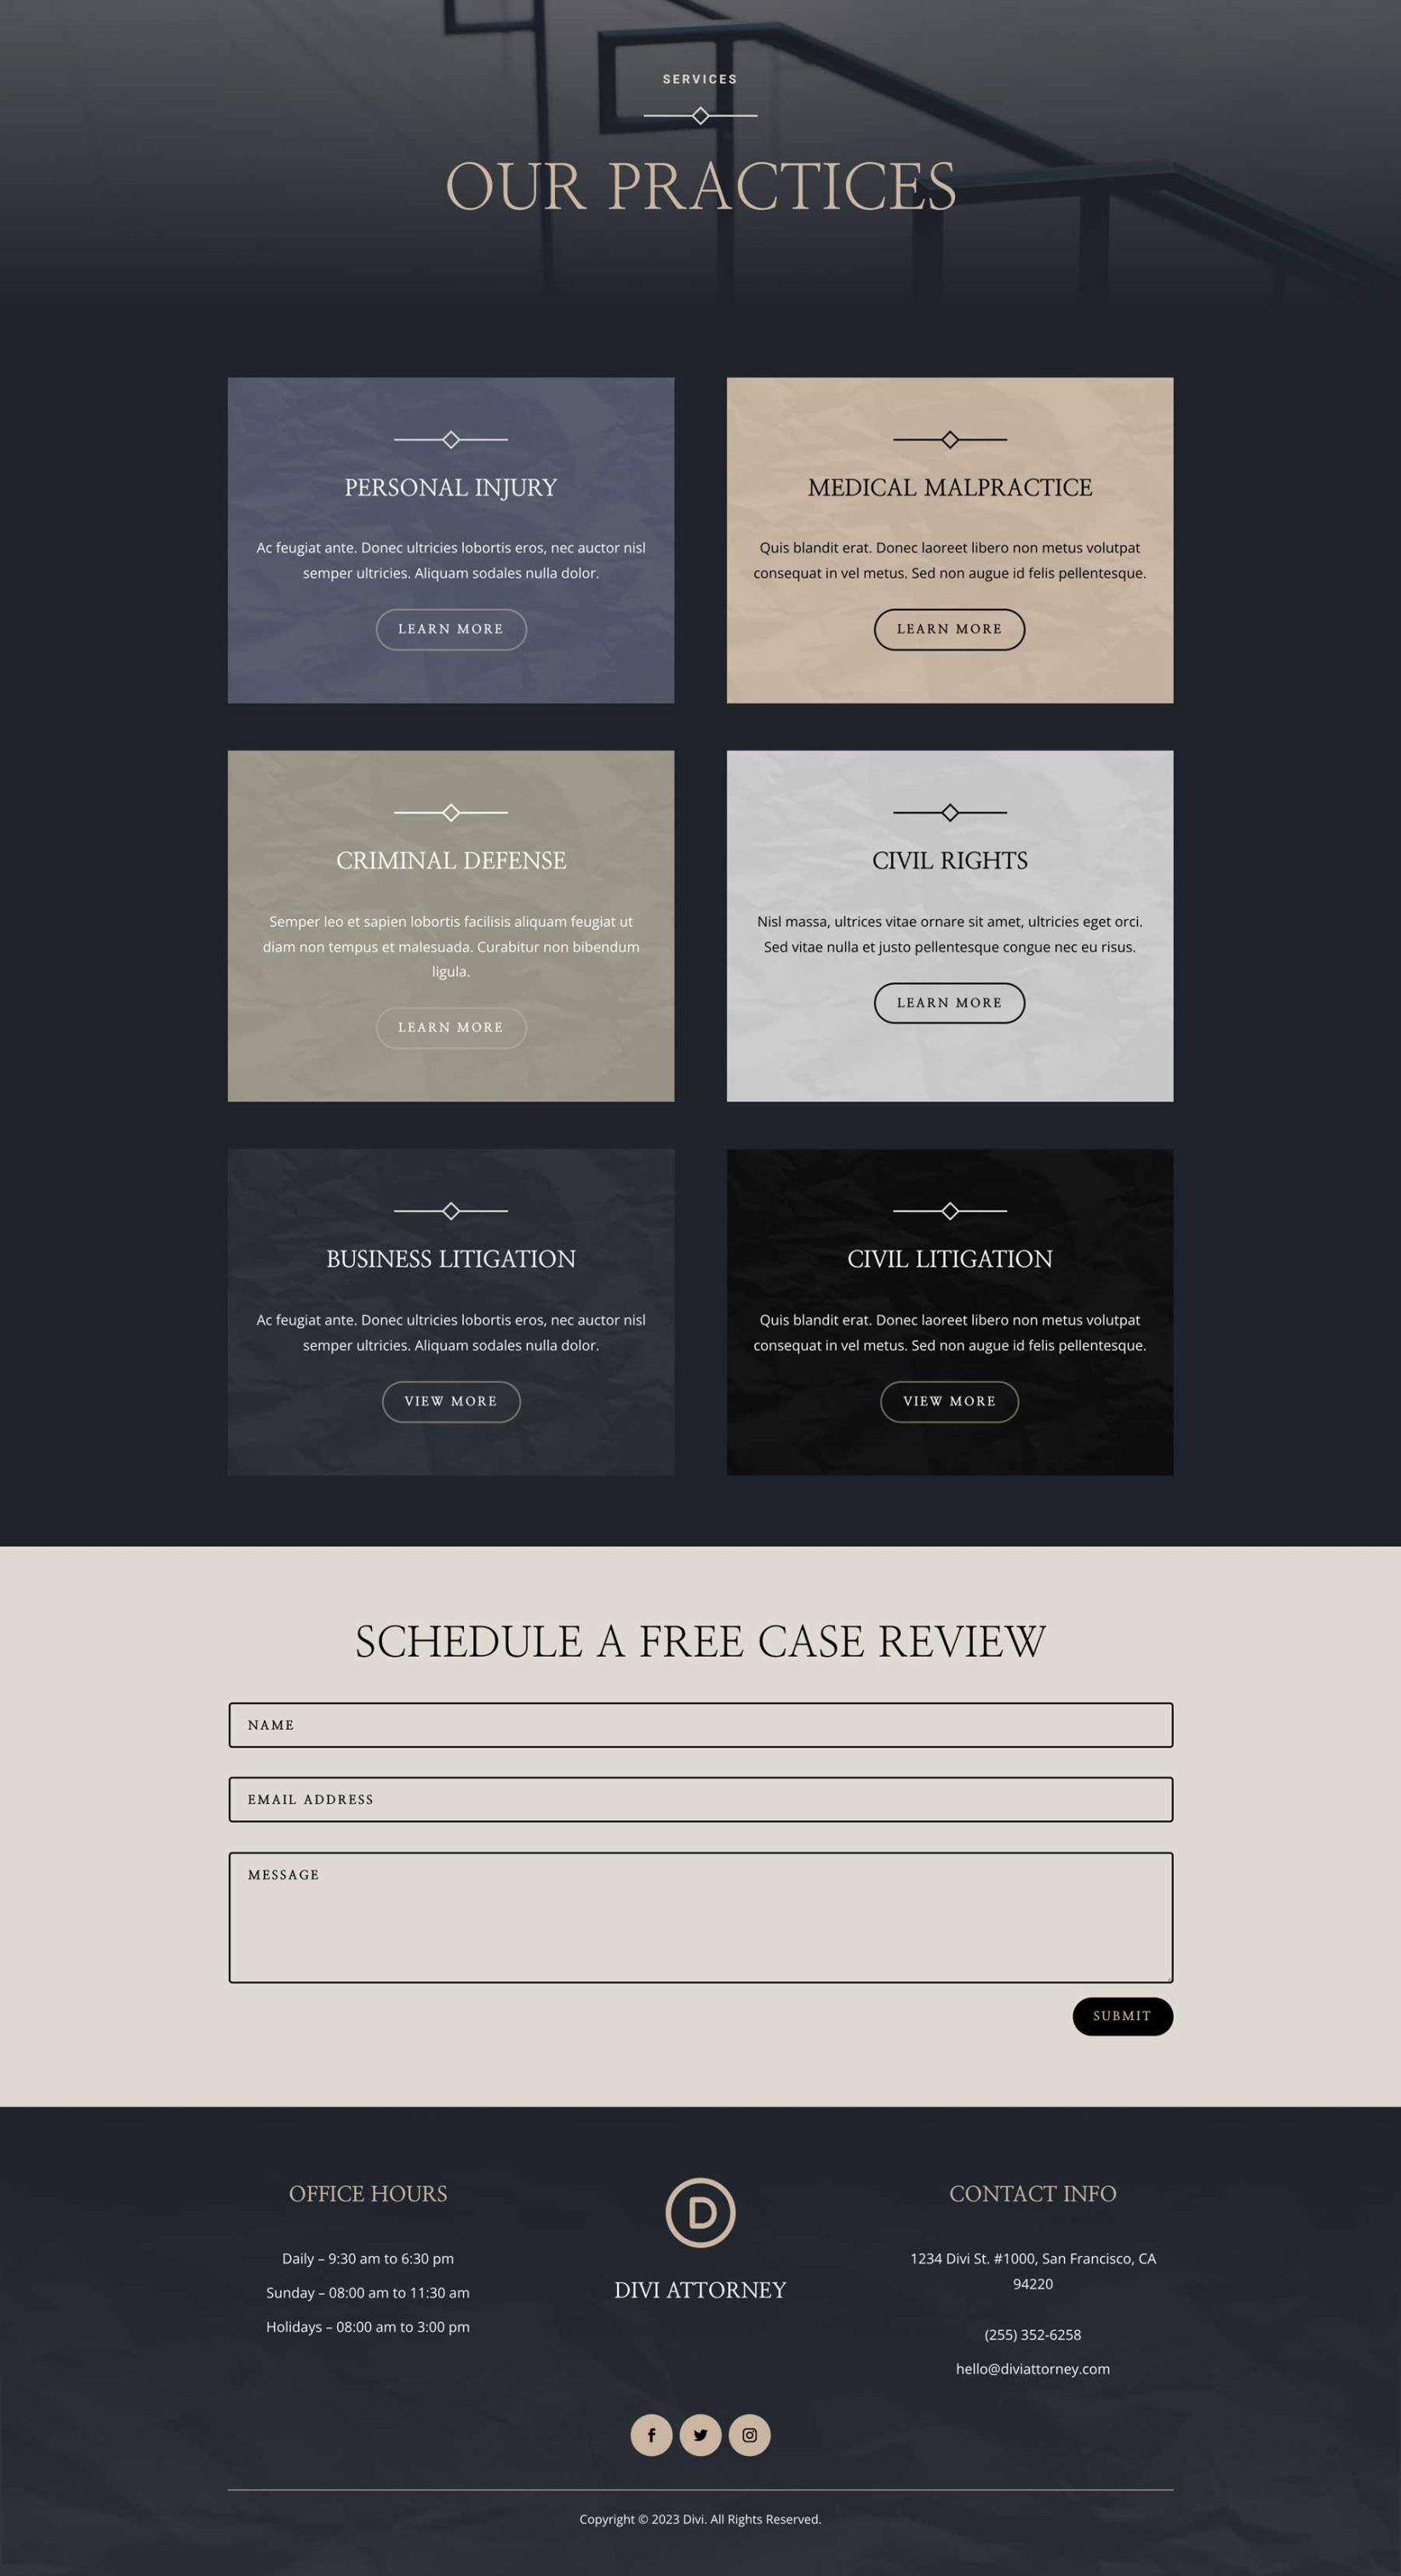 SERVICES
OUR PRACTICES
PERSONAL INJURY
Ac feugiat ante. Donec ultricies lobortis eros, nec auctor nisl
semper ultricies. Aliquam sodales nulla dolor.
LEARN MORE
MEDICAL MALPRACTICE
Quis blandit erat. Donec laoreet libero non metus volutpat
consequat in vel metus. Sed non augue id felis pellentesque.
LEARN MORE
CRIMINAL DEFENSE
Semper leo et sapien lobortis facilisis aliquam feugiat ut
diam non tempus et malesuada. Curabitur non bibendum
ligula.
LEARN MORE
CIVIL RIGHTS
Nisl massa, ultrices vitae ornare sit amet, ultricies eget orci.
Sed vitae nulla et justo pellentesque congue nec eu risus.
LEARN MORE
BUSINESS LITIGATION
Ac feugiat ante. Donec ultricies lobortis eros, nec auctor nisl
semper ultricies. Aliquam sodales nulla dolor.
VIEW MORE
CIVIL LITIGATION
Quis blandit erat. Donec laoreet libero non metus volutpat
consequat in vel metus. Sed non augue id felis pellentesque.
VIEW MORE
SCHEDULE A FREE CASE REVIEW
NAME
EMAIL ADDRESS
MESSAGE
SUBMIT
OFFICE HOURS
Daily – 9:30 am to 6:30 pm
Sunday – 08:00 am to 11:30 am
Holidays – 08:00 am to 3:00 pm
D
DIVI ATTORNEY
CONTACT INFO
1234 Divi St. #1000, San Francisco, CA
94220
(255) 352-6258
hello@diviattorney.com
Copyright © 2023 Divi. All Rights Reserved.